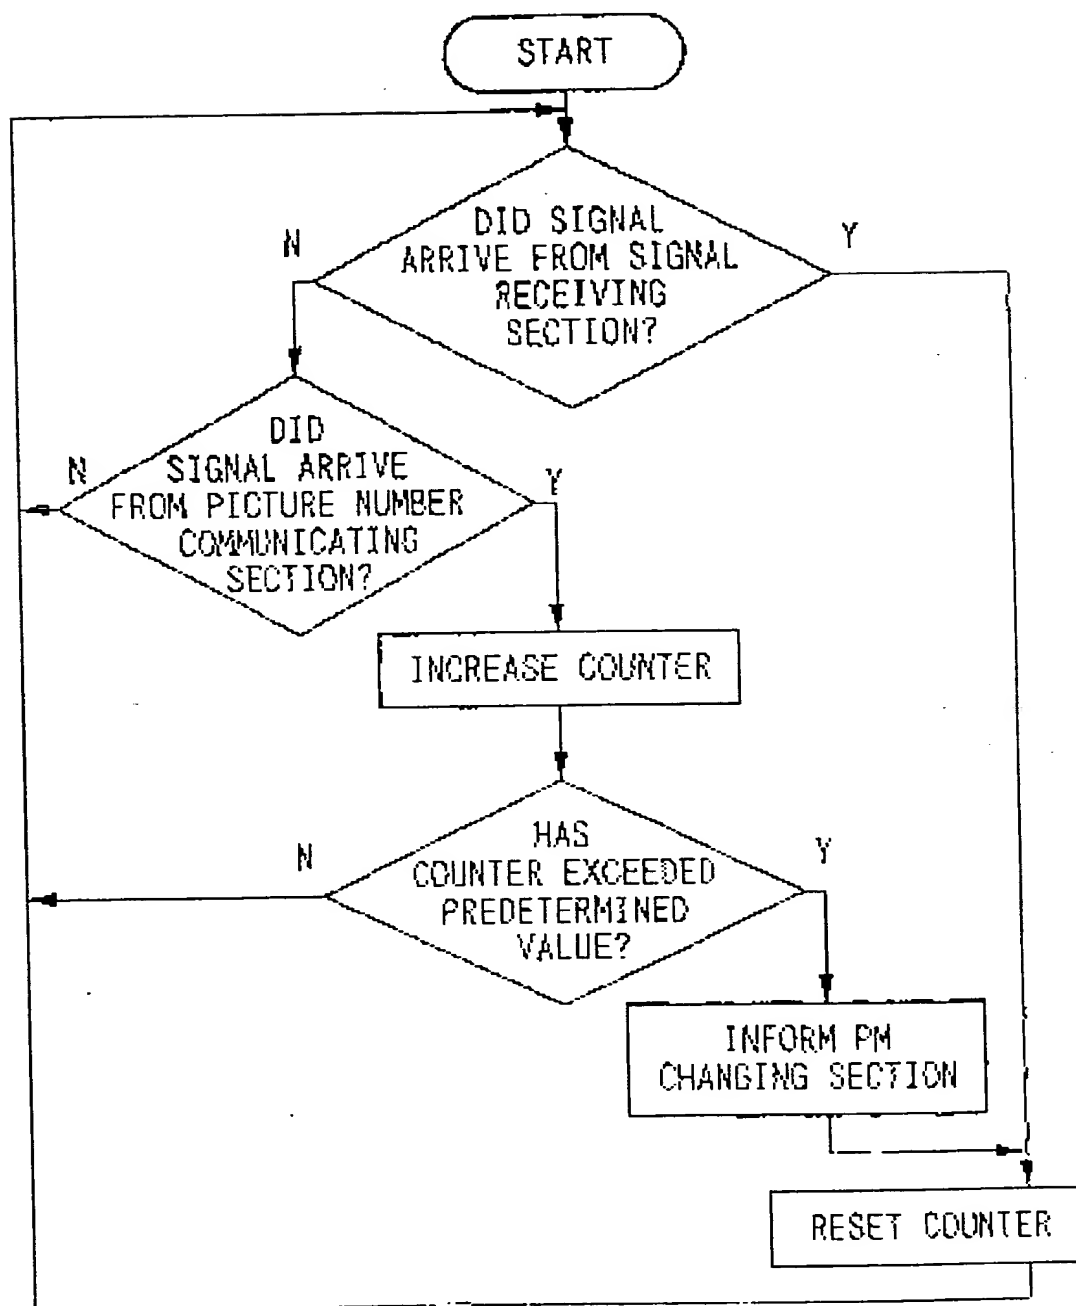 START
N
DID SIGNAL
ARRIVE FROM SIGNAL
RECEIVING
SECTION?
Y
N
DID
SIGNAL ARRIVE
FROM PICTURE NUMBER
COMMUNICATING
SECTION?
Y
INCREASE COUNTER
N
HAS
COUNTER EXCEEDED
PREDETERMINED
VALUE?
Y
INFORM PM
CHANGING SECTION
RESET COUNTER